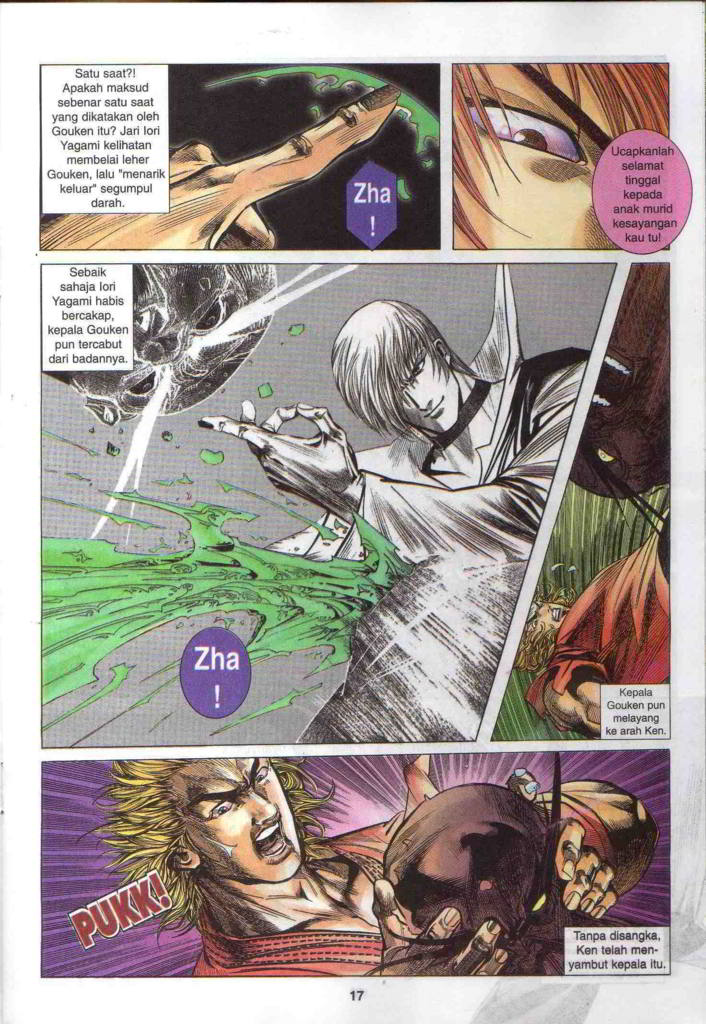 Satu saat?!
Apakah maksud
sebenar satu saat
yang dikatakan oleh
Gouken itu? Jari Iori
Yagami kelihatan
membelai leher
Gouken, lalu "menarik
keluar" segumpul
darah.
Zha
!
Ucapkanlah
selamat
tinggal
kepada
anak murid
kesayangan
kau tu!
Sebaik
sahaja Iori
Yagami habis
bercakap,
kepala Gouken
pun tercabut
dari badannya.
Zha
!
Kepala
Gouken pun
melayang
ke arah Ken.
PUKK!
Tanpa disangka,
Ken telah men-
yambut kepala itu.
17